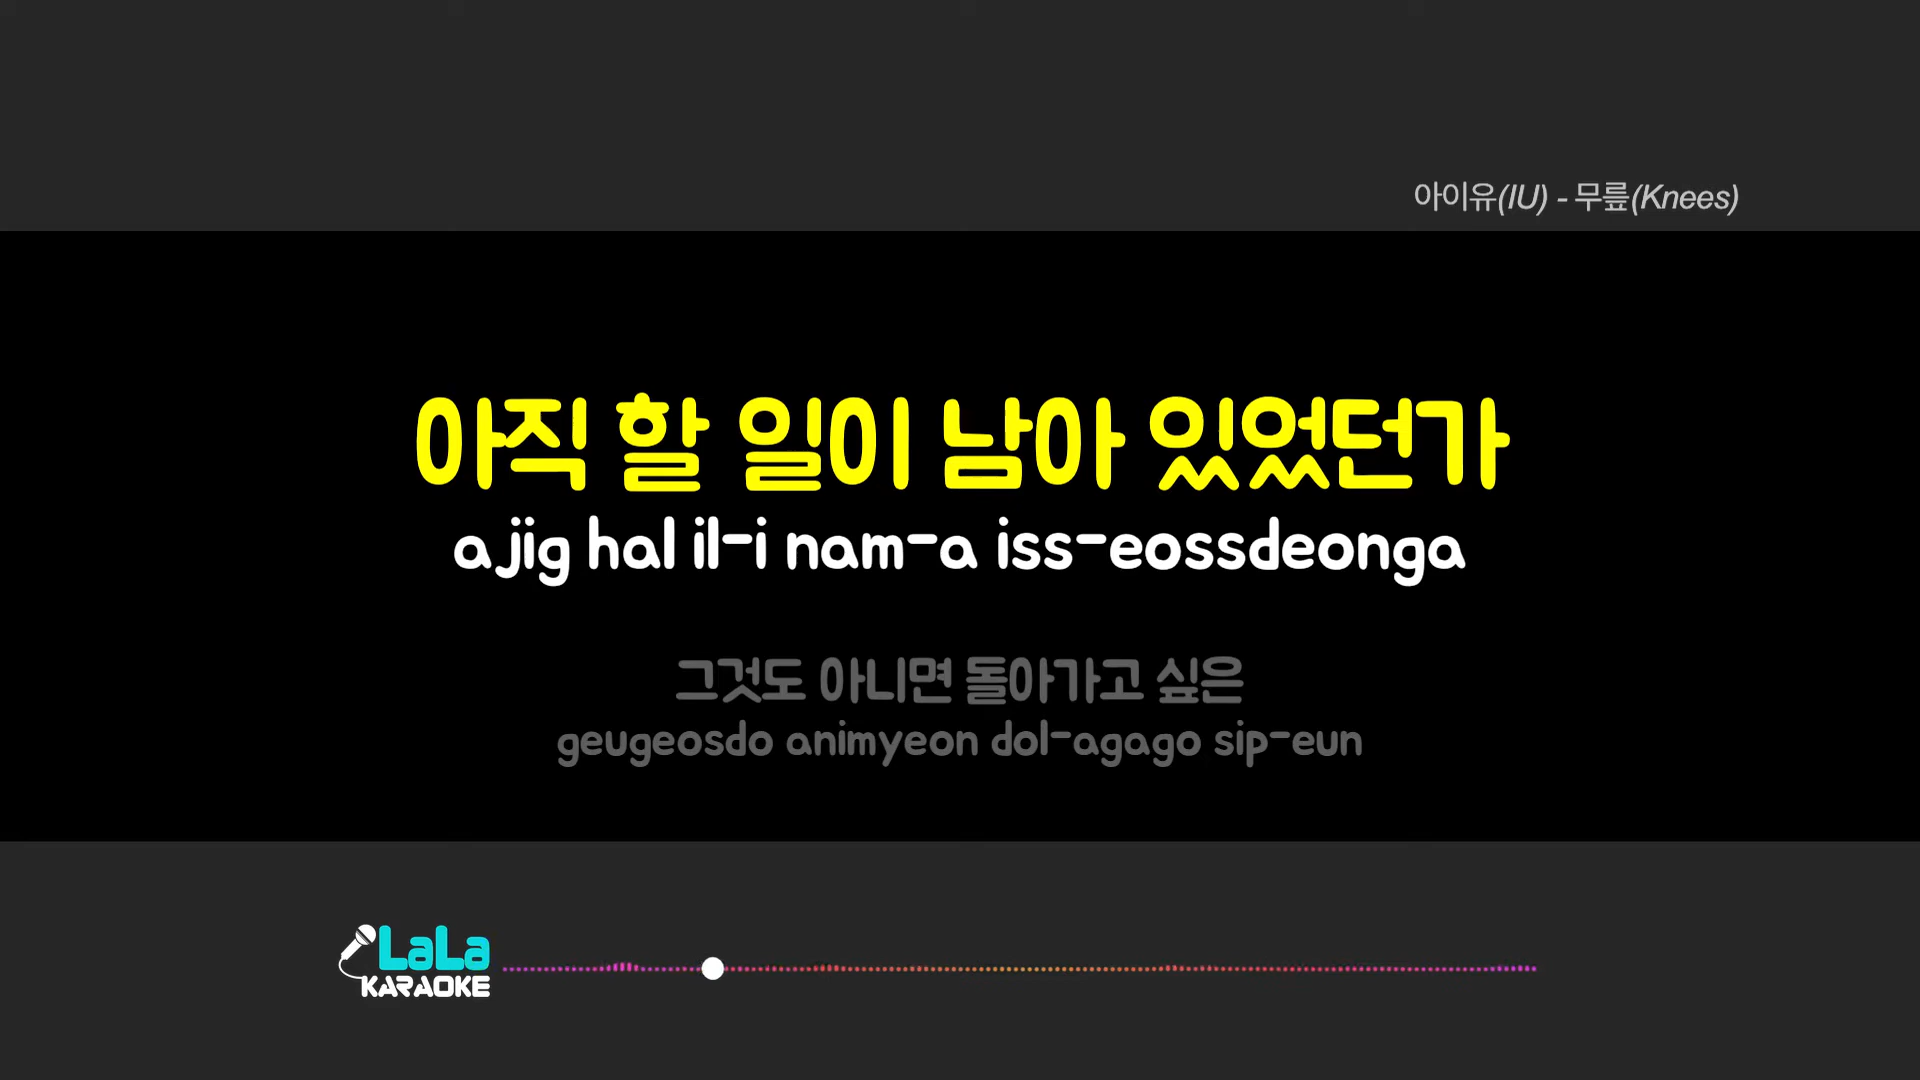 아이유(IU) - 무릎(Knees)
아직 할 일이 남아 있었던가
ajig hal il-i nam-a iss-eossdeonga
그것도 아니면 돌아가고 싶은
geugeosdo animyeon dol-agago sip-eun
LaLa
KARAOKE